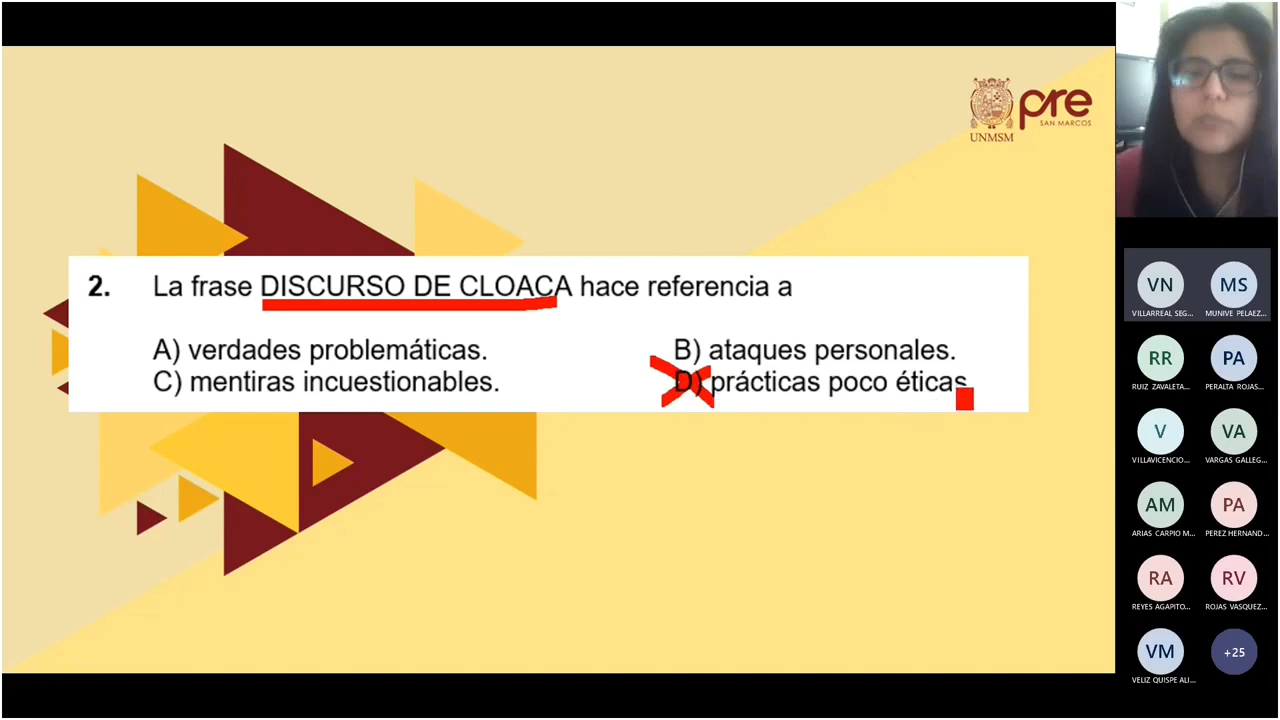 pre
SAN MARCOS
UNMSM
2. La frase DISCURSO DE CLOACA hace referencia a
A) verdades problemáticas. B) ataques personales.
C) mentiras incuestionables. D) prácticas poco éticas
VN MS
VILLARREAL SEG... MUNIVE PELAEZ...
RR PA
RUIZ ZAVALETA... PERALTA ROJAS...
V VA
VILLAVICENCIO... VARGAS GALLEG...
AM PA
ARIAS CARPIO M... PEREZ HERNAND...
RA RV
REYES AGAPITO... ROJAS VASQUEZ...
VM +25
VELIZ QUISPE ALI...